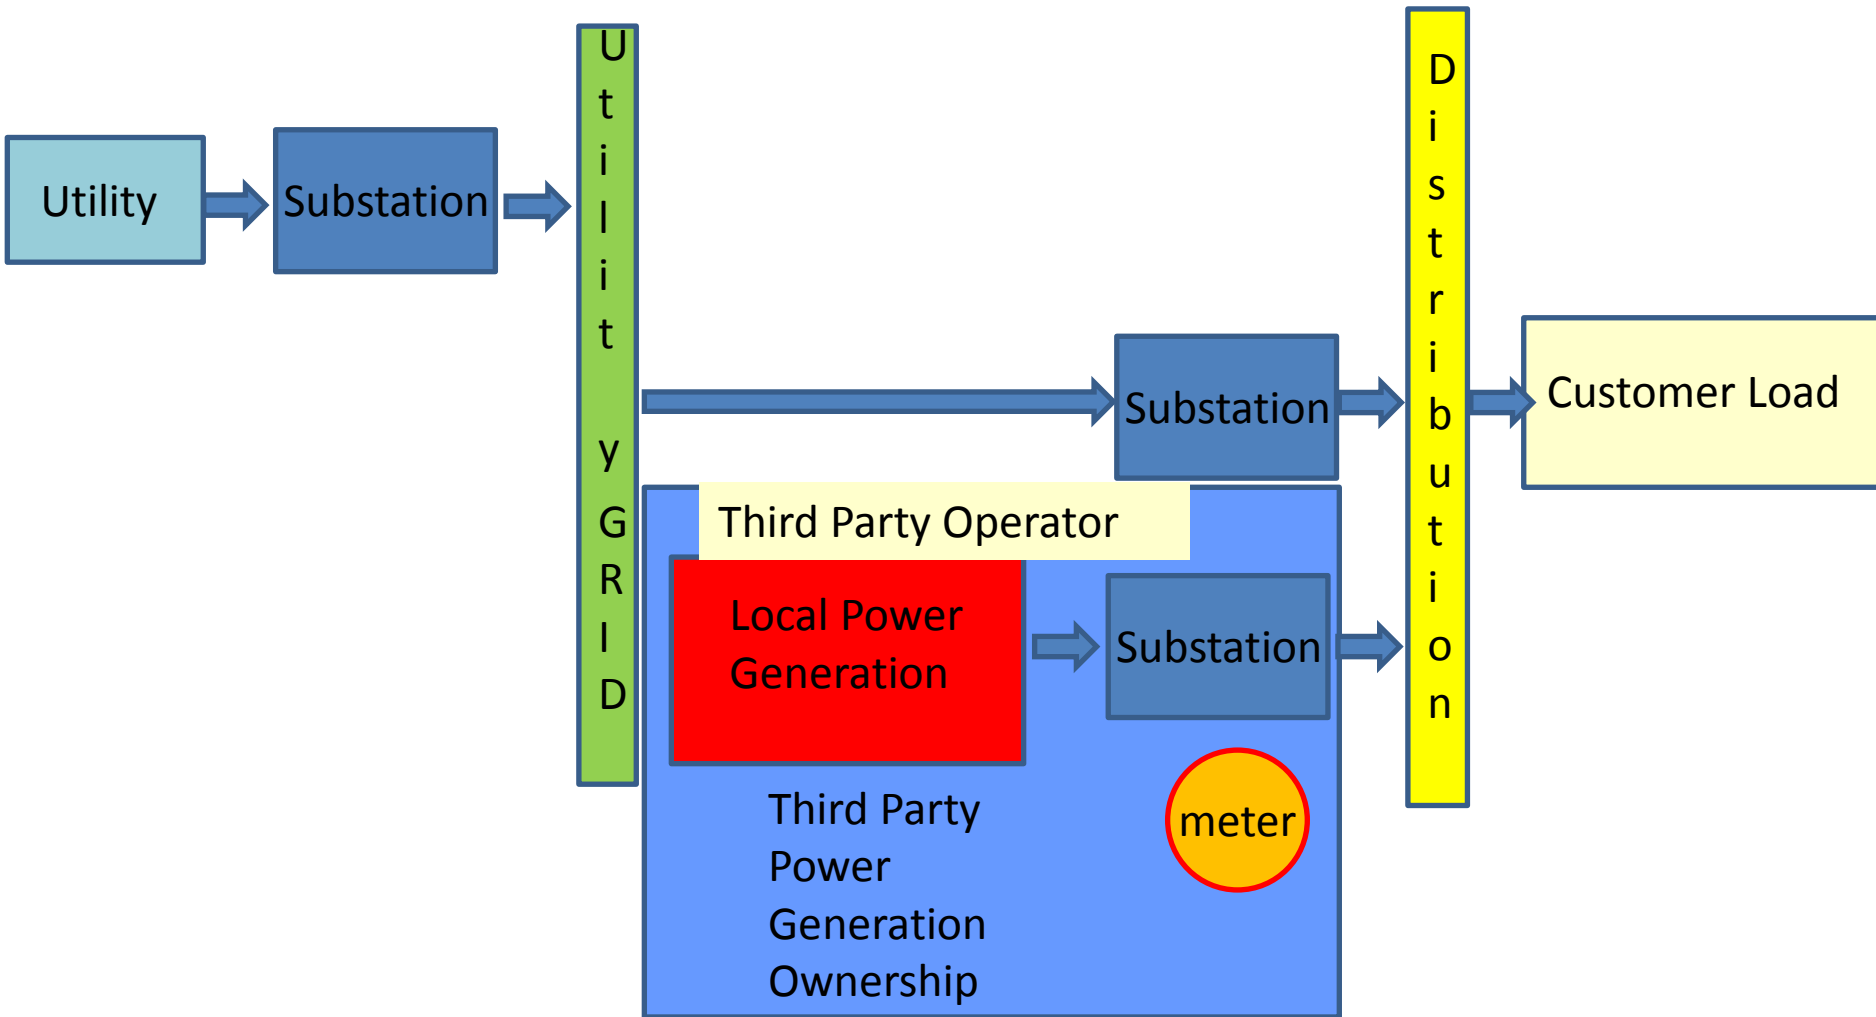 Utility
Substation
Utilit y GRID
Substation
Distribution
Customer Load
Third Party Operator
Local Power
Generation
Substation
meter
Third Party
Power
Generation
Ownership